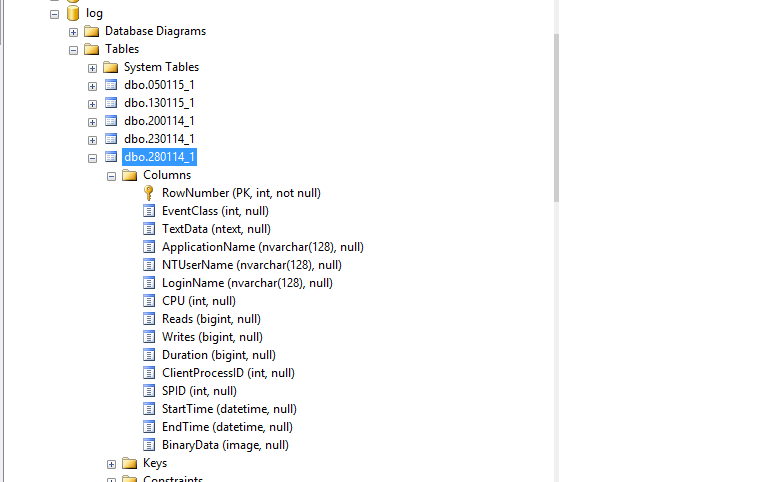 log
Database Diagrams
Tables
System Tables
dbo.050115_1
dbo.130115_1
dbo.200114_1
dbo.230114_1
dbo.280114_1
Columns
RowNumber (PK, int, not null)
EventClass (int, null)
TextData (ntext, null)
ApplicationName (nvarchar(128), null)
NTUserName (nvarchar(128), null)
LoginName (nvarchar(128), null)
CPU (int, null)
Reads (bigint, null)
Writes (bigint, null)
Duration (bigint, null)
ClientProcessID (int, null)
SPID (int, null)
StartTime (datetime, null)
EndTime (datetime, null)
BinaryData (image, null)
Keys
Constraints